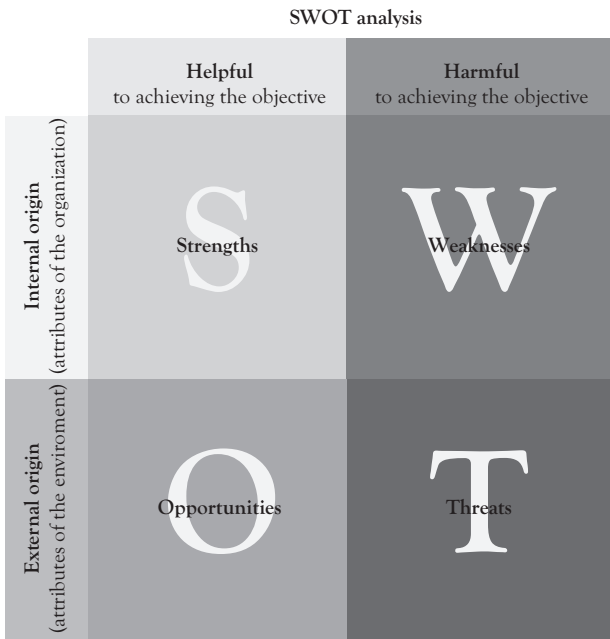 SWOT analysis
Helpful
to achieving the objective
Harmful
to achieving the objective
Internal origin
(attributes of the organization)
S
Strengths
W
Weaknesses
External origin
(attributes of the enviroment)
O
Opportunities
T
Threats